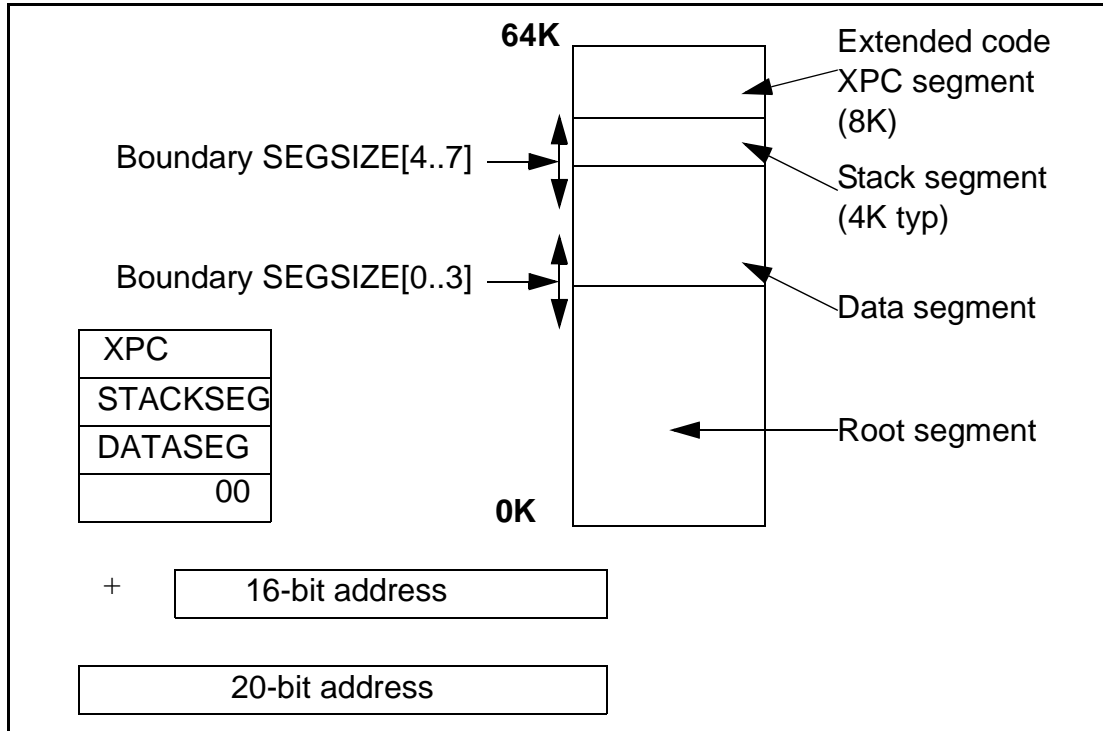 64K
Extended code
XPC segment
(8K)
Boundary SEGSIZE[4..7]
Stack segment
(4K typ)
Boundary SEGSIZE[0..3]
Data segment
XPC
STACKSEG
DATASEG
00
Root segment
0K
+
16-bit address
20-bit address